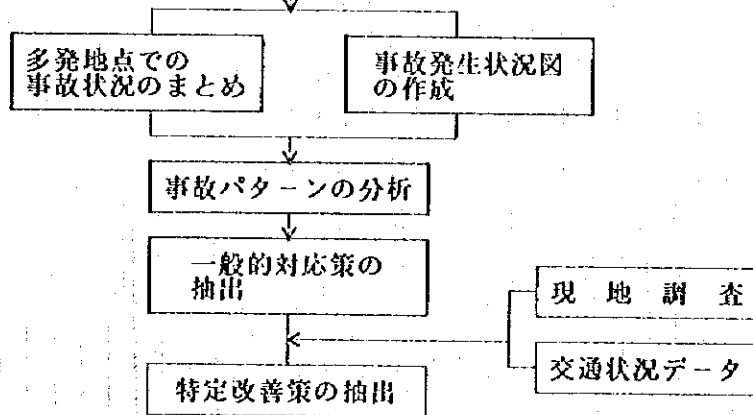 多発地点での
事故状況のまとめ
事故発生状況図
の作成
事故パターンの分析
一般的対応策の
抽出
現地調査
交通状況データ
特定改善策の抽出